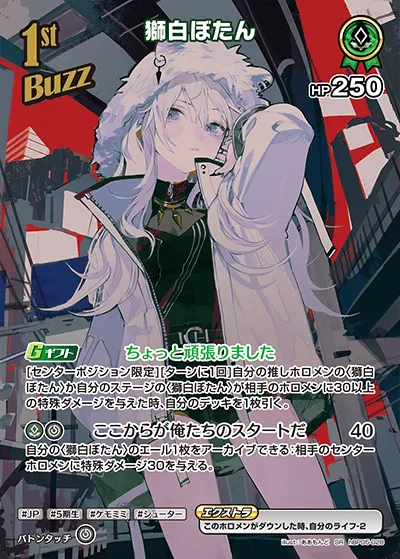 1st
Buzz
獅白ぼたん
HP250
Gギフト ちょっと頑張りました
[センターポジション限定][ターンに1回]自分の推しホロメンの〈獅白
ぼたん〉か自分のステージの〈獅白ぼたん〉が相手のホロメンに30以上
の特殊ダメージを与えた時、自分のデッキを1枚引く。
ここからが俺たちのスタートだ 40
自分の〈獅白ぼたん〉のエール1枚をアーカイブできる:相手のセンター
ホロメンに特殊ダメージ30を与える。
#JP #5期生 #ケモミミ #シューター
エクストラ
このホロメンがダウンした時、自分のライフ-2
バトンタッチ
illust.: ああもんど SR hBP05-028